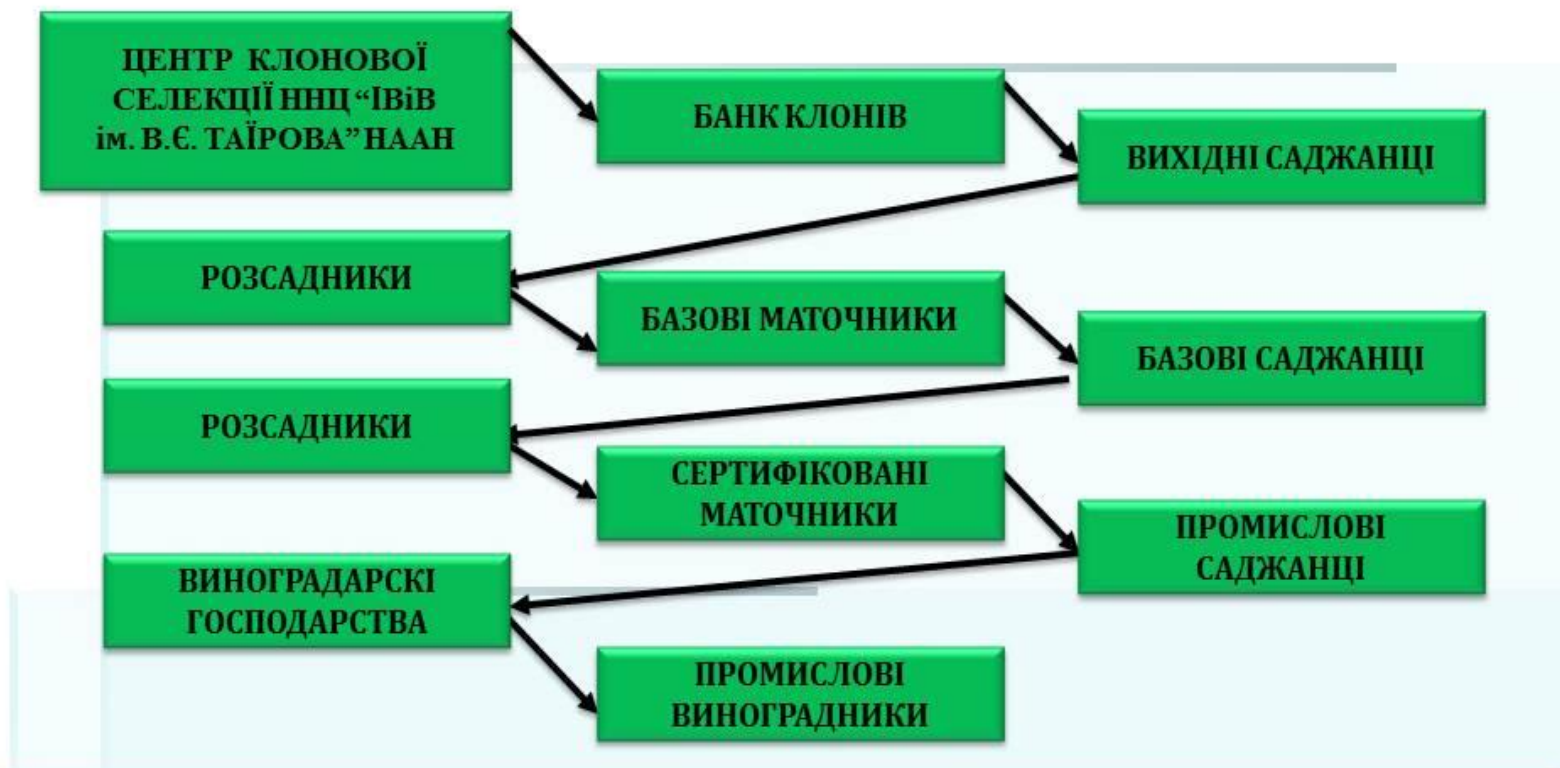 ЦЕНТР КЛОНОВОЇ
СЕЛЕКЦІЇ ННЦ “ІВіВ
ім. В.Є. ТАЇРОВА” НААН
БАНК КЛОНІВ
ВИХІДНІ САДЖАНЦІ
РОЗСАДНИКИ
БАЗОВІ МАТОЧНИКИ
БАЗОВІ САДЖАНЦІ
РОЗСАДНИКИ
СЕРТИФІКОВАНІ
МАТОЧНИКИ
ПРОМИСЛОВІ
САДЖАНЦІ
ВИНОГРАДАРСКІ
ГОСПОДАРСТВА
ПРОМИСЛОВІ
ВИНОГРАДНИКИ